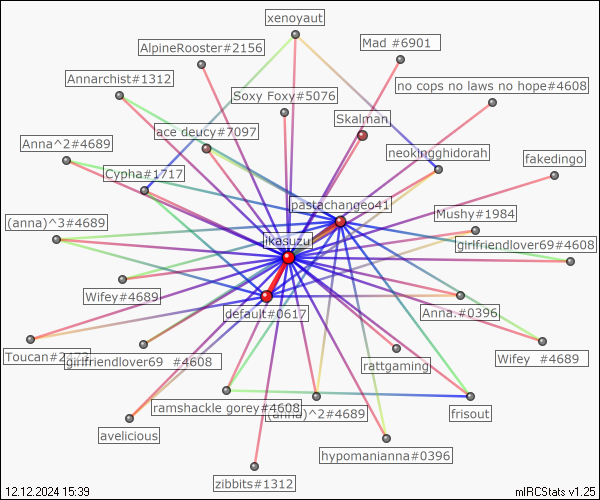 xenoyaut
Mad #6901
AlpineRooster#2156
Annarchist#1312
no cops no laws no hope#4608
Soxy Foxy#5076
Skalman
ace deucy#7097
Anna^2#4689
neokingghidorah
fakedingo
Cypha#1717
pastachangeo41
Mushy#1984
(anna)^3#4689
ikasuzu
girlfriendlover69#4608
Wifey#4689
default#0617
Anna.#0396
Toucan#2
girlfriendlover69 #4608
Wifey #4689
rattgaming
ramshackle gorey#4608
(anna)^2#4689
frisout
avelicious
hypomanianna#0396
zibbits#1312
12.12.2024 15:39
mIRCStats v1.25